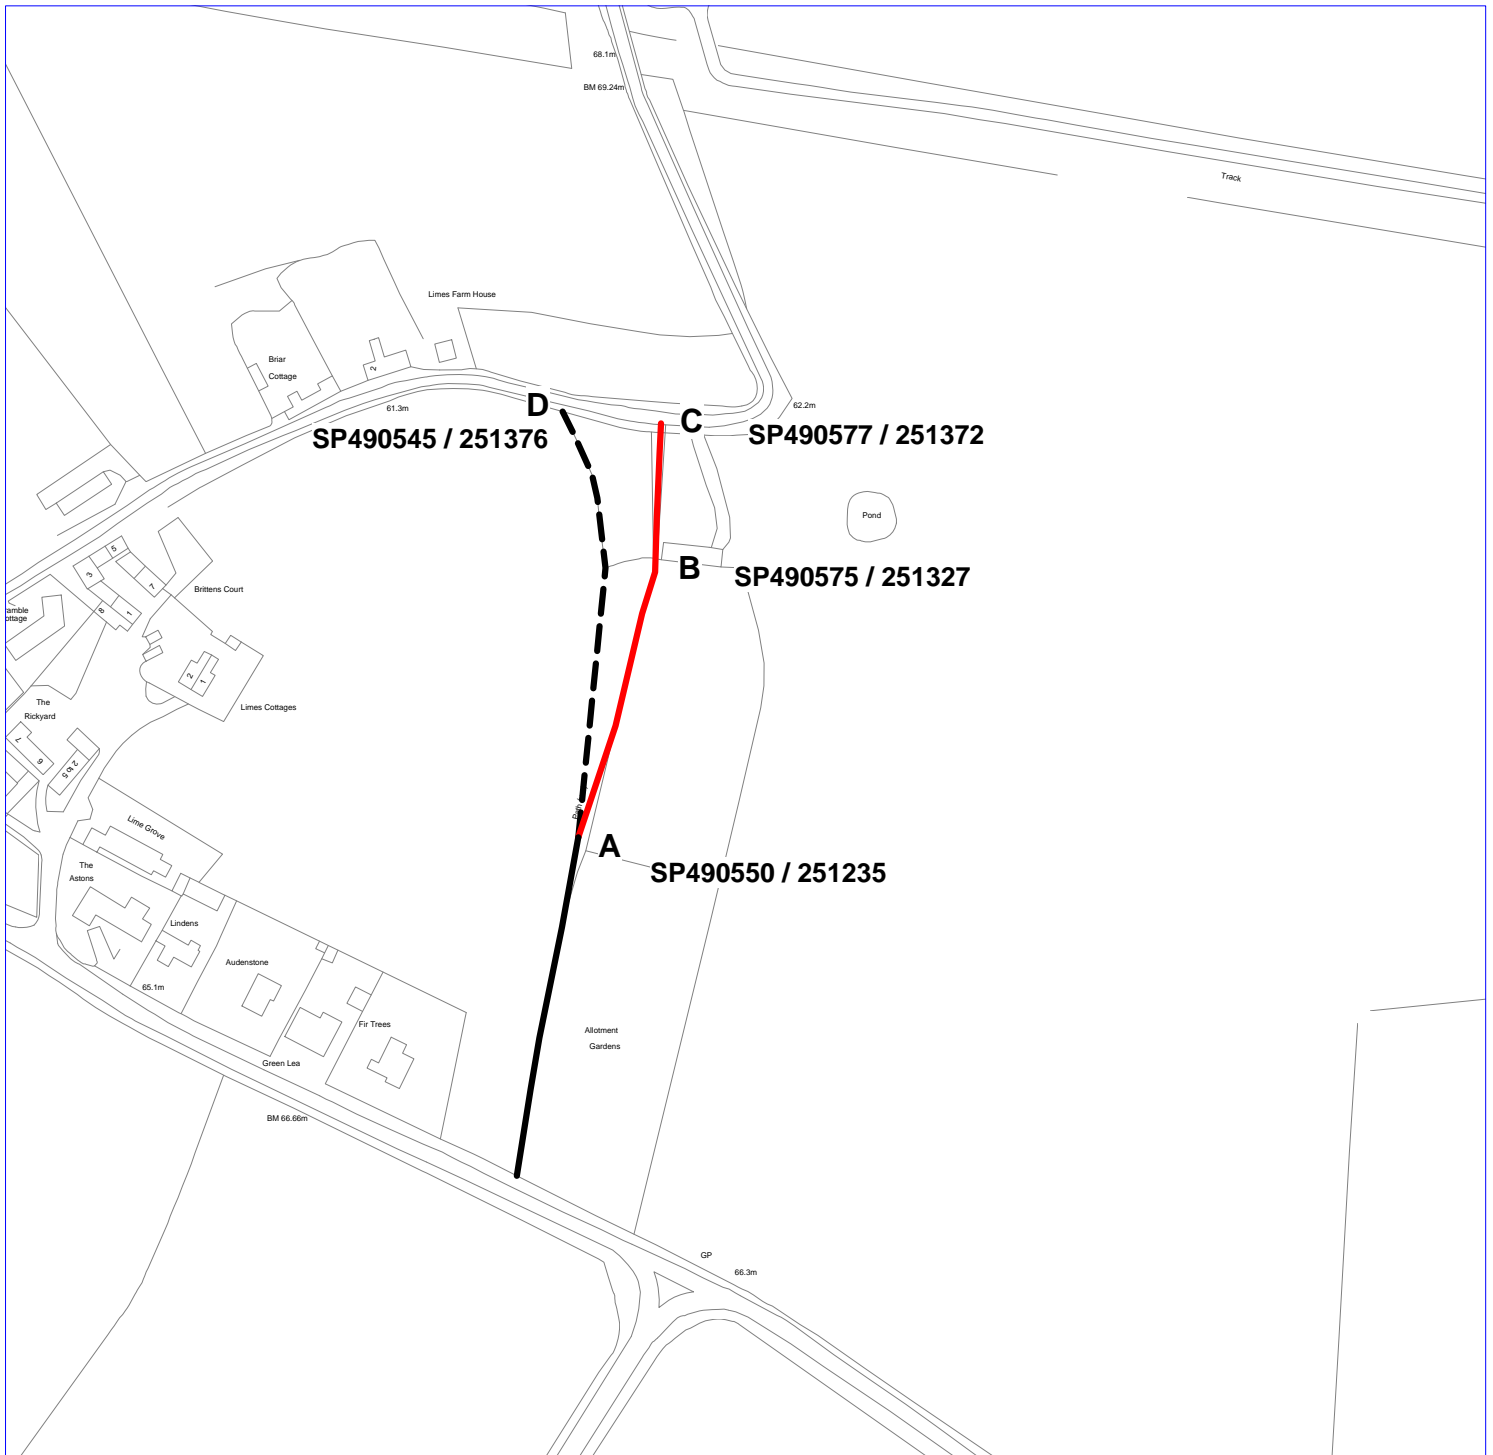 68.1m
BM 69.24m
Track
Limes Farm House
Briar
Cottage
2
61.3m
62.2m
D
C
SP490545 / 251376
SP490577 / 251372
Pond
B
SP490575 / 251327
5
3
7
8
1
Brittens Court
2
1
Limes Cottages
The
Rickyard
7
6
Lime Grove
A
SP490550 / 251235
The
Astons
Lindens
Audenstone
65.1m
Fir Trees
Green Lea
Allotment
Gardens
BM 66.66m
GP
66.3m